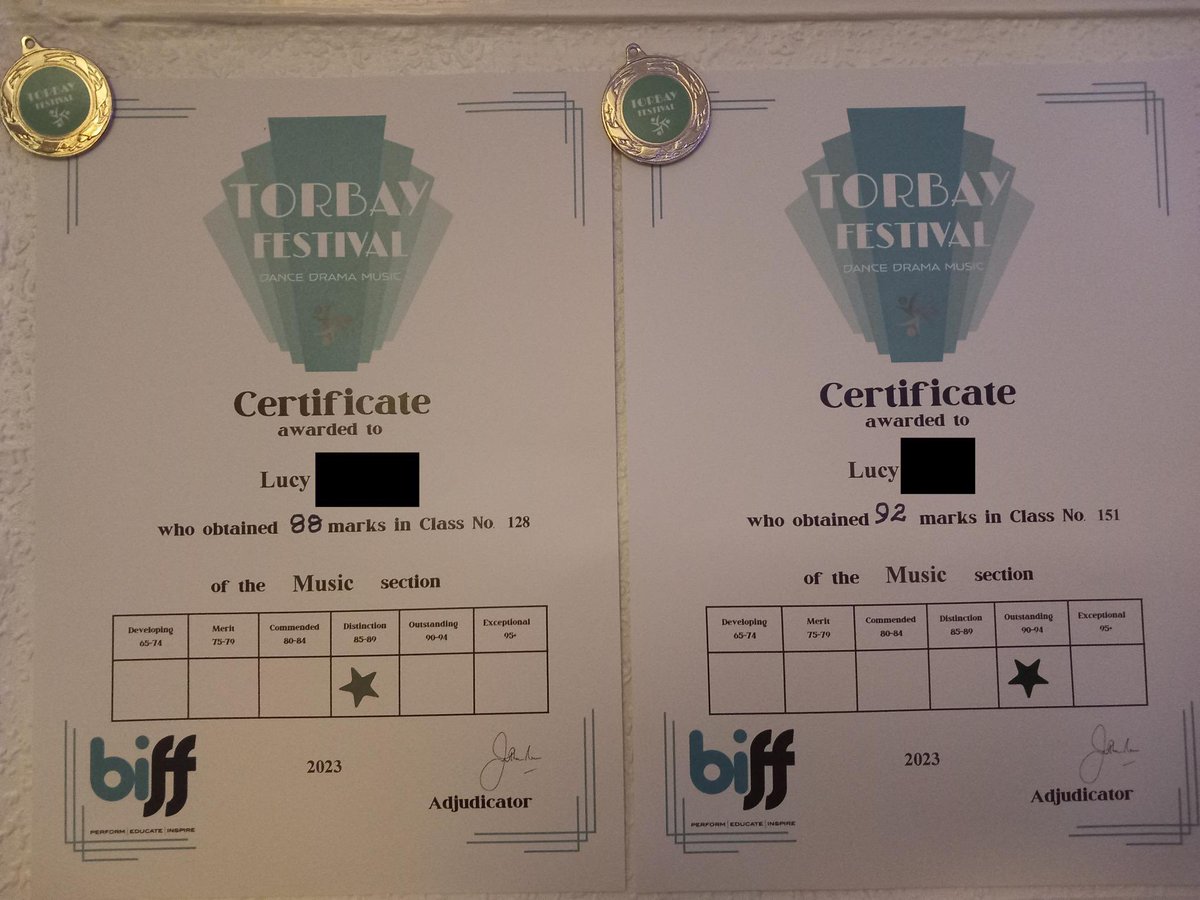 TORBAY
FESTIVAL
TORBAY
FESTIVAL
DANCE DRAMA MUSIC
Certificate
awarded to
Lucy
who obtained 88 marks in Class No. 128
of the Music section
Developing Merit Commended Distinction Outstanding Exceptional
65-74 75-79 80-84 85-89 90-94 95+
biff
PERFORM | EDUCATE | INSPIRE
2023
Adjudicator
TORBAY
FESTIVAL
TORBAY
FESTIVAL
DANCE DRAMA MUSIC
Certificate
awarded to
Lucy
who obtained 92 marks in Class No. 151
of the Music section
Developing Merit Commended Distinction Outstanding Exceptional
65-74 75-79 80-84 85-89 90-94 95+
biff
PERFORM | EDUCATE | INSPIRE
2023
Adjudicator